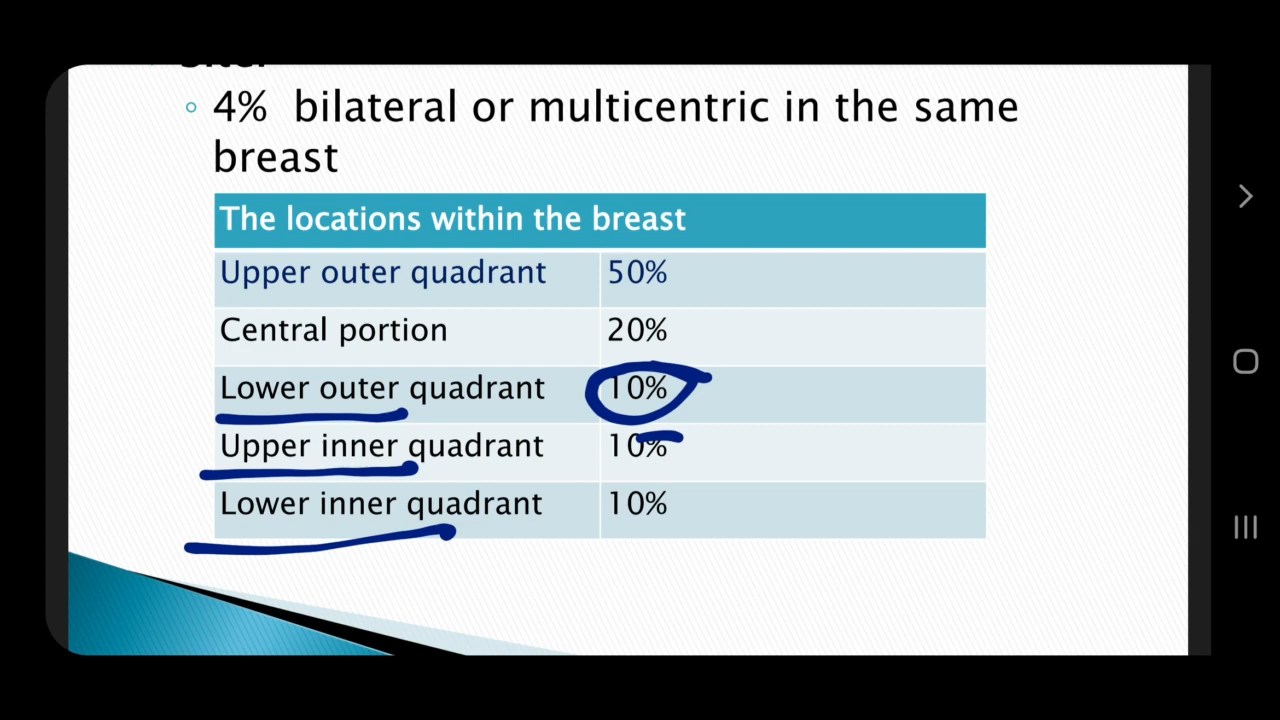 4% bilateral or multicentric in the same
breast
The locations within the breast
Upper outer quadrant 50%
Central portion 20%
Lower outer quadrant 10%
Upper inner quadrant 10%
Lower inner quadrant 10%